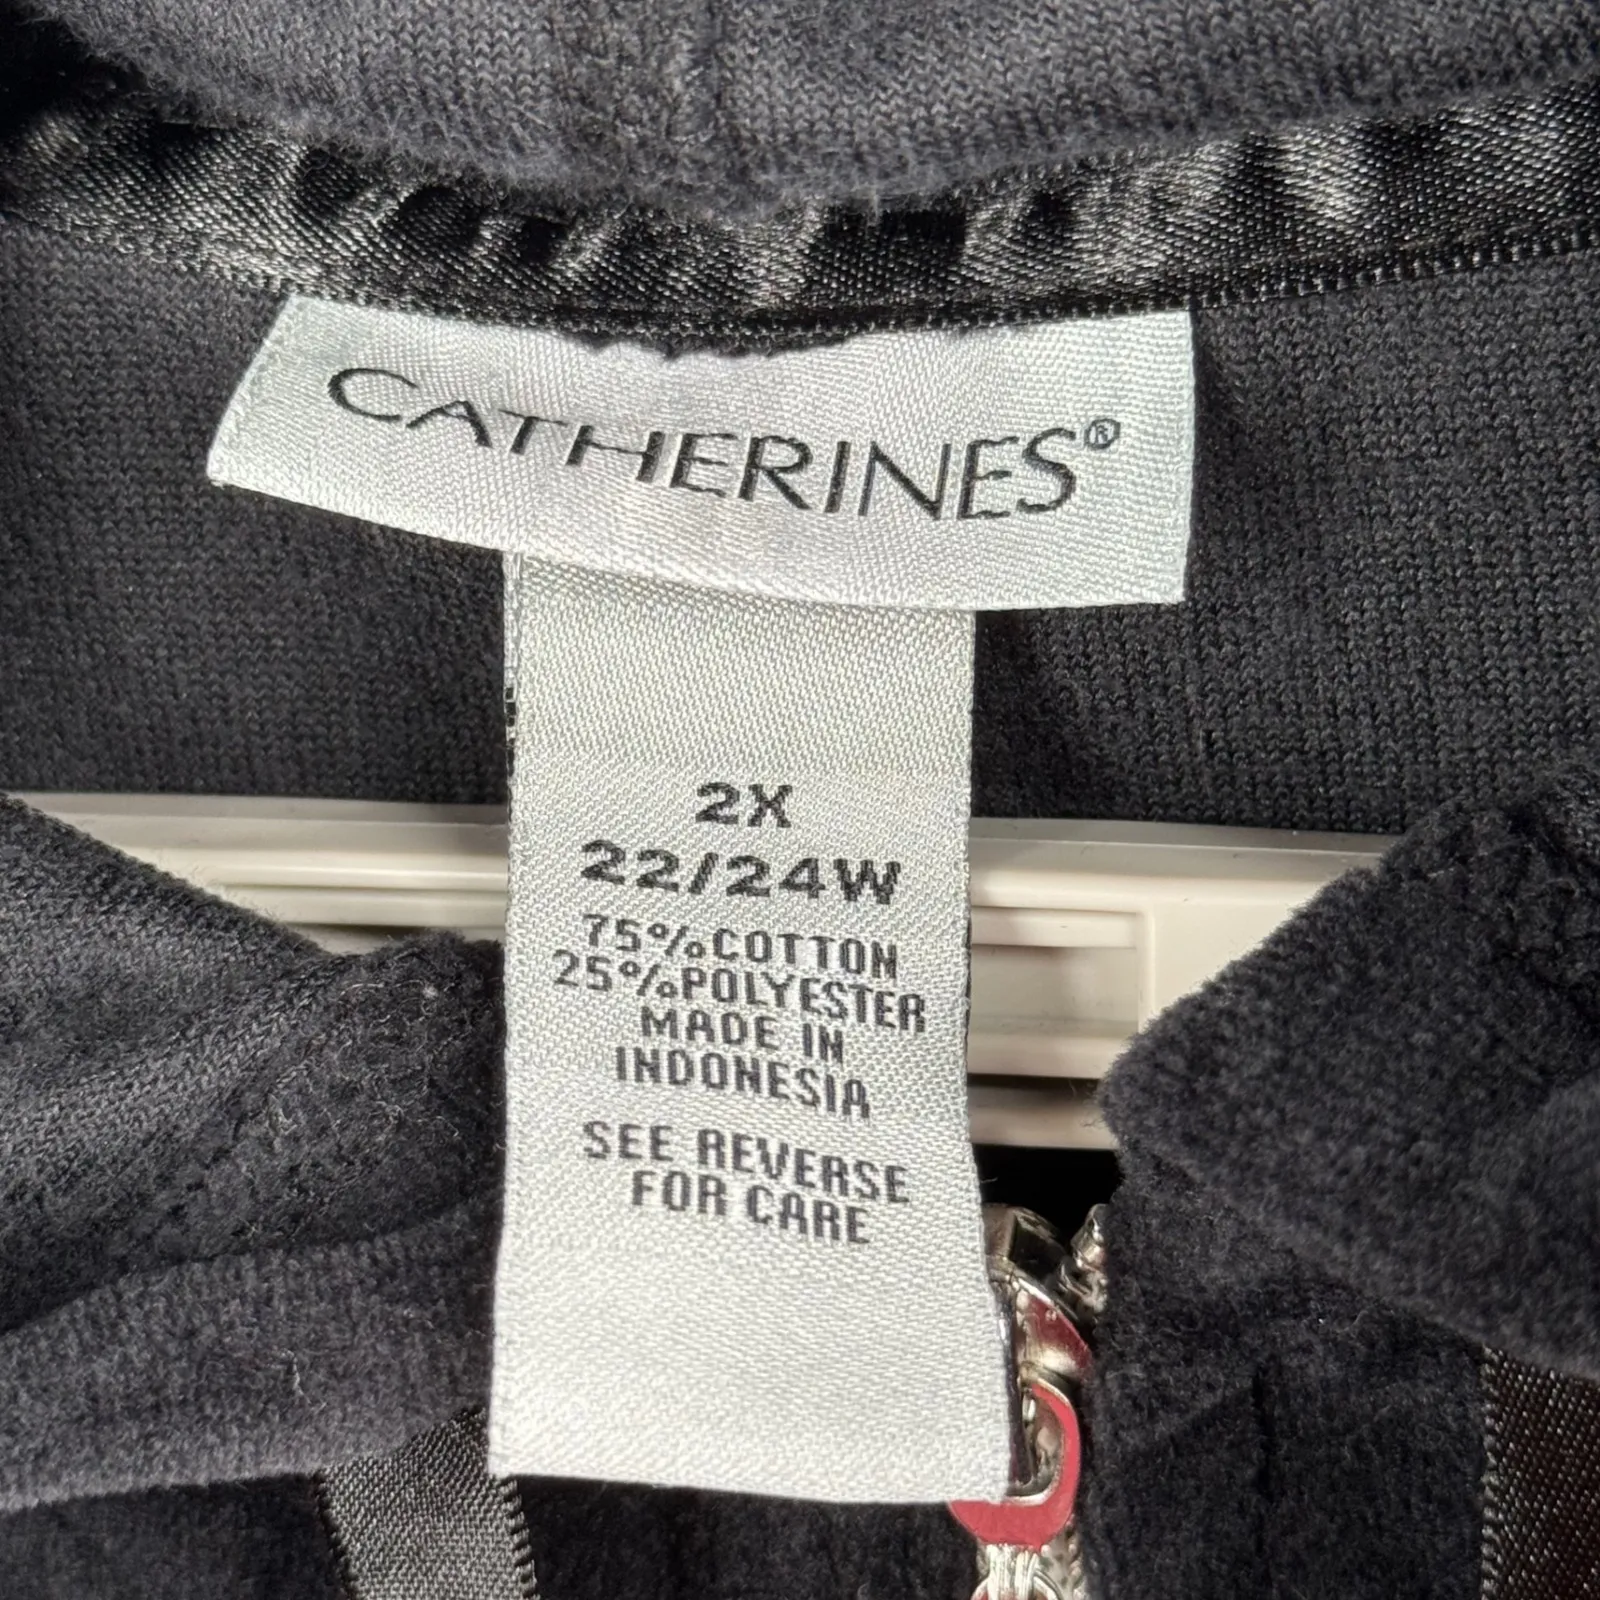 CATHERINES®
2X
22/24W
75%COTTON
25%POLYESTER
MADE IN
INDONESIA
SEE REVERSE
FOR CARE